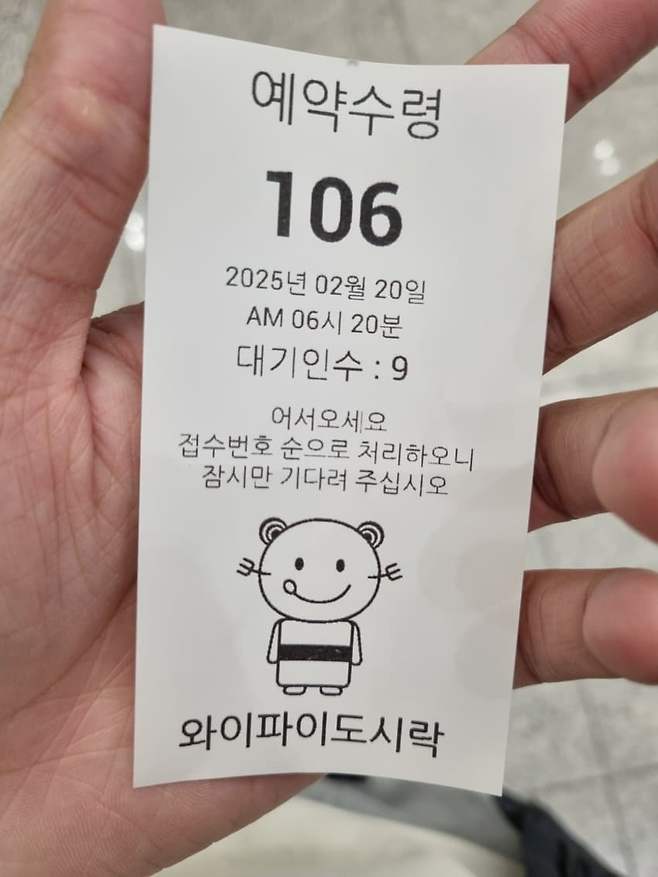 예약수령
106
2025년 02월 20일
AM 06시 20분
대기인수 : 9
어서오세요
접수번호 순으로 처리하오니
잠시만 기다려 주십시오
와이파이도시락